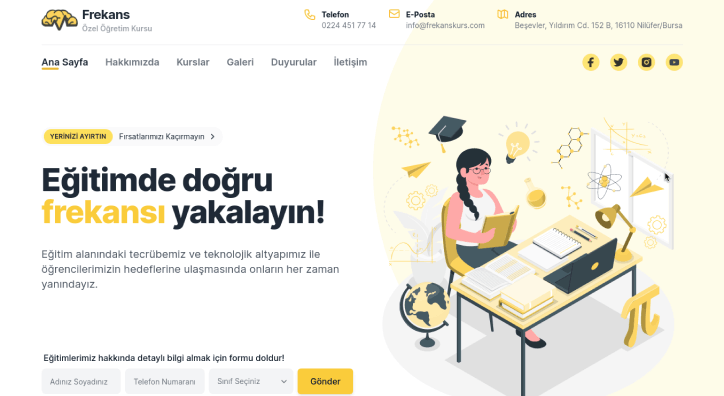 Frekans
Özel Öğretim Kursu
Telefon
0224 451 77 14
E-Posta
info@frekanskurs.com
Adres
Beşevler, Yıldırım Cd. 152 B, 16110 Nilüfer/Bursa
Ana Sayfa Hakkımızda Kurslar Galeri Duyurular İletişim
YERİNİZİ AYIRTIN Fırsatlarımızı Kaçırmayın
Eğitimde doğru
frekansı yakalayın!
Eğitim alanındaki tecrübemiz ve teknolojik altyapımız ile
öğrencilerimizin hedeflerine ulaşmasında onların her zaman
yanındayız.
Eğitimlerimiz hakkında detaylı bilgi almak için formu doldur!
Adınız Soyadınız Telefon Numaranı Sınıf Seçiniz Gönder
π